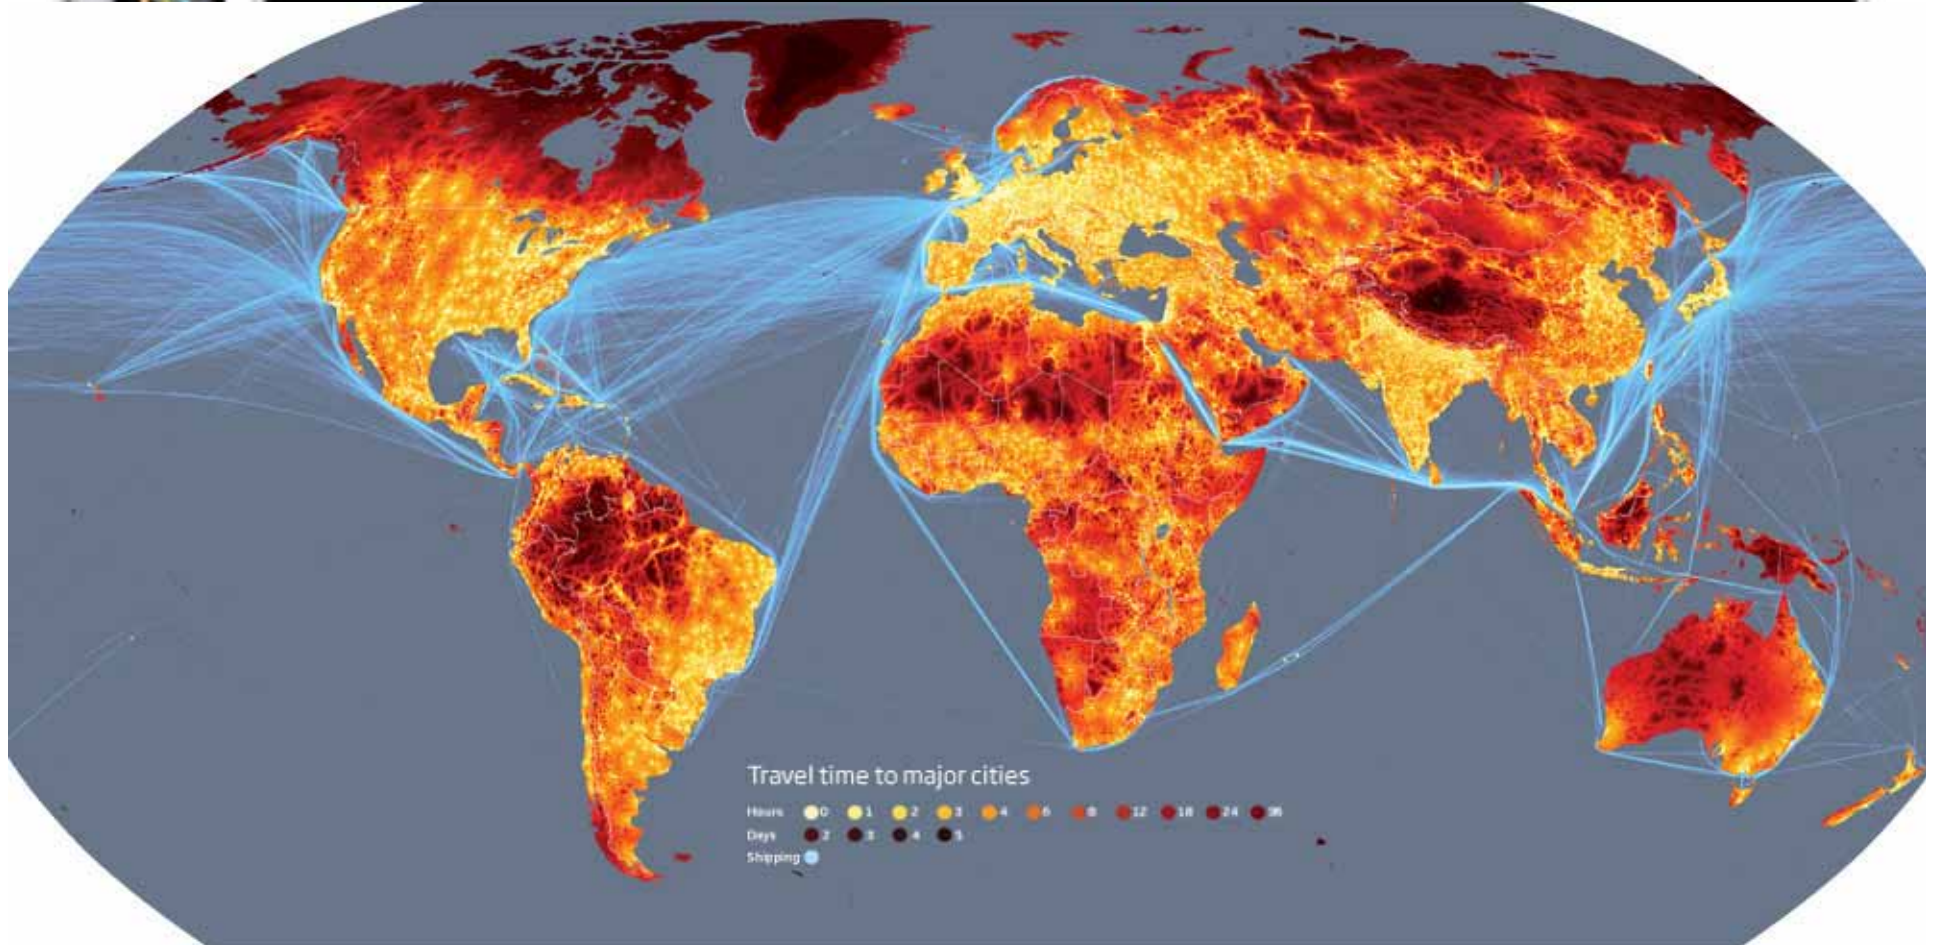 Travel time to major cities
Hours 0 1 2 3 4 6 8 12 18 24 36
Days 2 3 4 5
Shipping